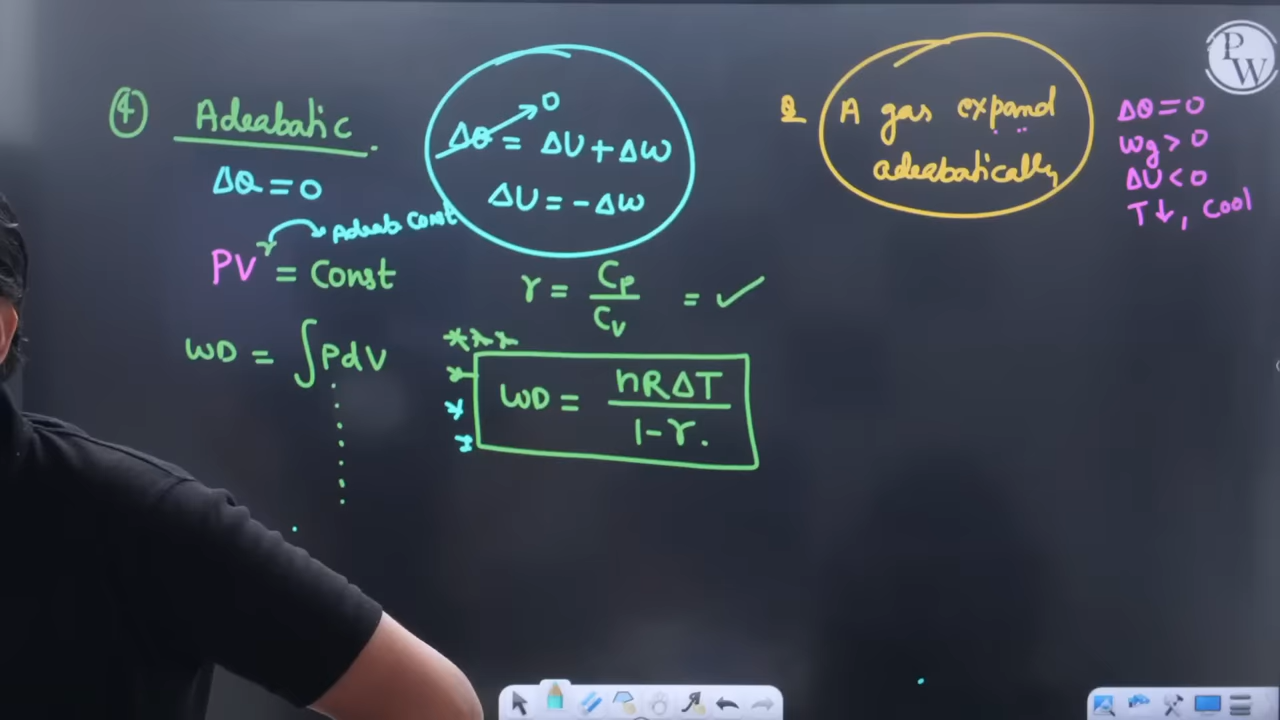 ④ Adeabatic
ΔQ = 0
PV^γ = Const
Adeab Const
WD = ∫PdV
ΔQ → 0 = ΔU + ΔW
ΔU = -ΔW
γ = Cp/Cv = ✓
WD = nRΔT / 1-γ.
Q A gas expand
adeabatically
ΔQ = 0
Wg > 0
ΔU < 0
T↓, Cool
PW